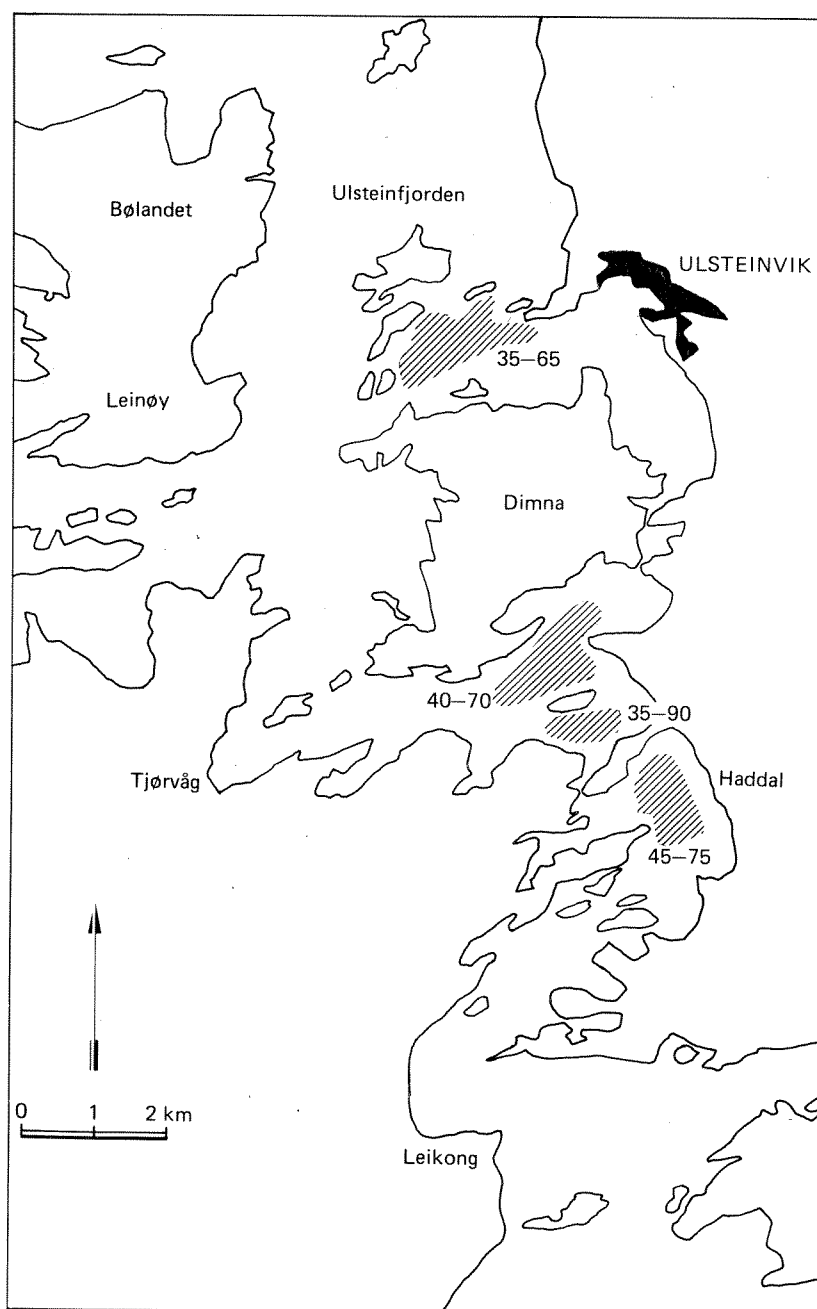 Ulsteinfjorden
Bølandet
ULSTEINVIK
35–65
Leinøy
Dimna
40–70
35–90
Tjørvåg
Haddal
45–75
0 1 2 km
Leikong